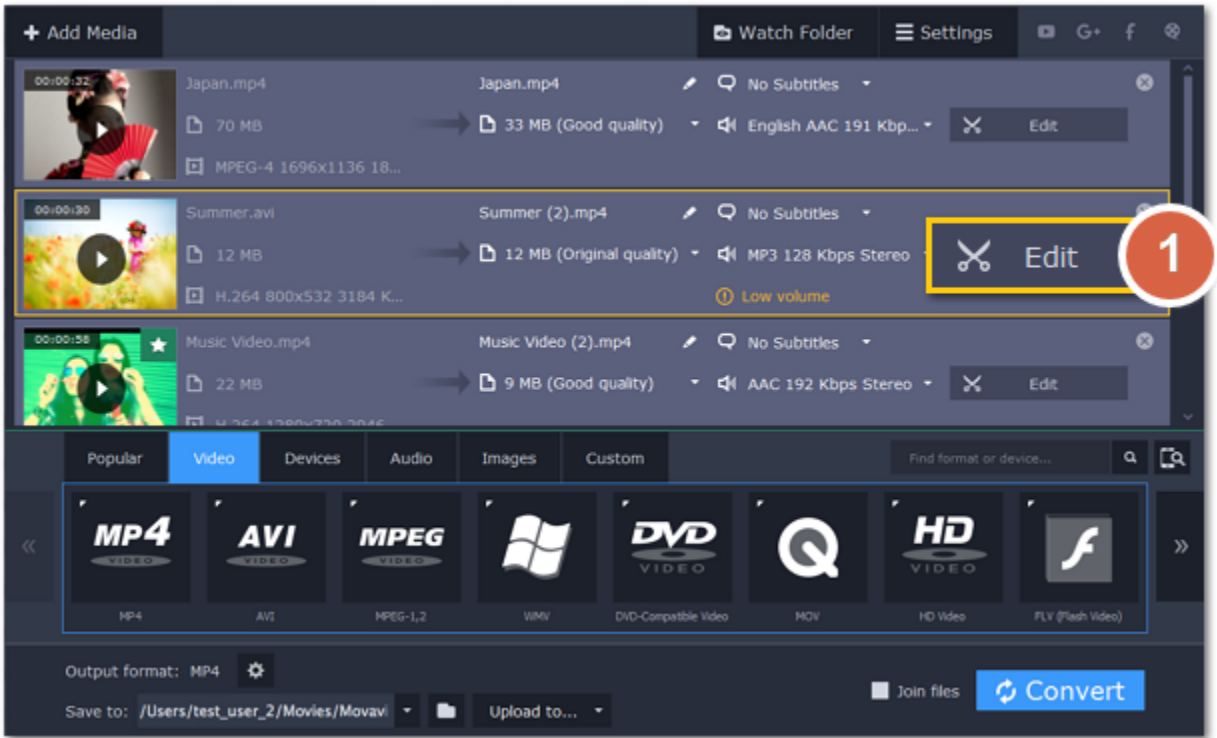 + Add Media
Watch Folder
Settings
G+
f
00:00:32
Japan.mp4
Japan.mp4
No Subtitles
70 MB
33 MB (Good quality)
English AAC 191 Kbp...
Edit
MPEG-4 1696x1136 18...
00:00:30
Summer.avi
Summer (2).mp4
No Subtitles
12 MB
12 MB (Original quality)
MP3 128 Kbps Stereo
Edit
1
H.264 800x532 3184 K...
Low volume
00:00:58
Music Video.mp4
Music Video (2).mp4
No Subtitles
22 MB
9 MB (Good quality)
AAC 192 Kbps Stereo
Edit
H.264 1280x720 2046
Popular
Video
Devices
Audio
Images
Custom
Find format or device...
«
MP4
VIDEO
AVI
VIDEO
MPEG
VIDEO
DVD
VIDEO
Q
HD
VIDEO
f
»
MP4
AVI
MPEG-1,2
WMV
DVD-Compatible Video
MOV
HD Video
FLV (Flash Video)
Output format: MP4
Join files
Convert
Save to: /Users/test_user_2/Movies/Movavi
Upload to...